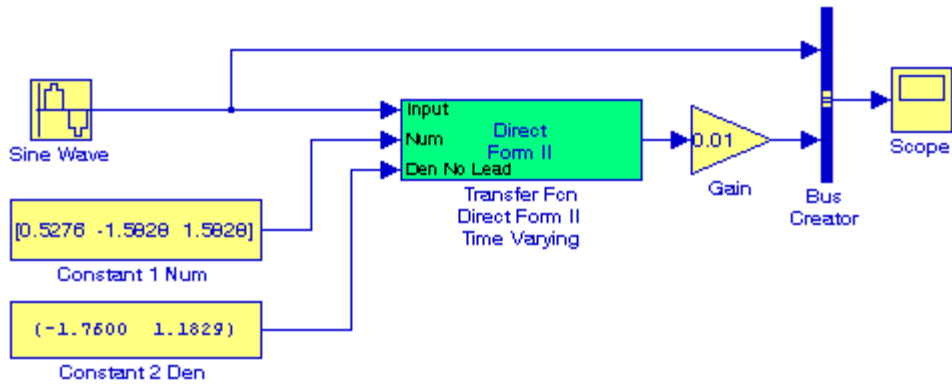 Sine Wave
Input
Num
Den No Lead
Direct
Form II
Transfer Fcn
Direct Form II
Time Varying
0.01
Gain
Bus
Creator
Scope
[0.5276 -1.5828 1.5828]
Constant 1 Num
(-1.7600 1.1829)
Constant 2 Den